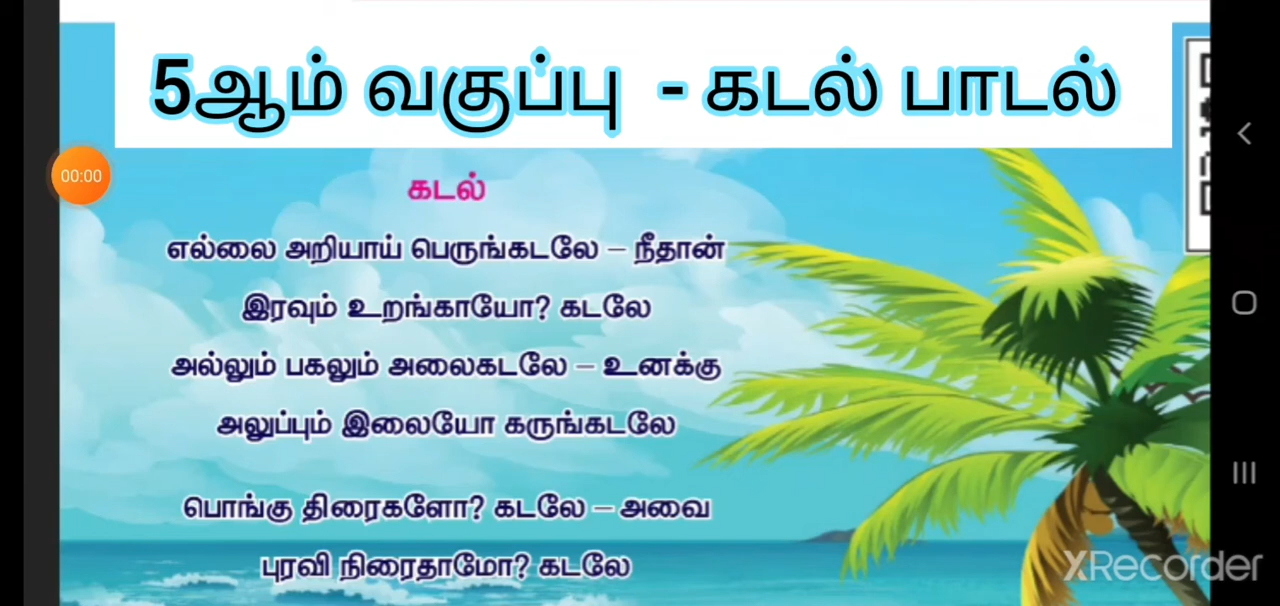 5ஆம் வகுப்பு - கடல் பாடல்
00:00
கடல்
எல்லை அறியாய் பெருங்கடலே – நீதான்
இரவும் உறங்காயோ? கடலே
அல்லும் பகலும் அலைகடலே – உனக்கு
அலுப்பும் இலையோ கருங்கடலே
பொங்கு திரைகளோ? கடலே – அவை
புரவி நிரைதாமோ? கடலே
XRecorder